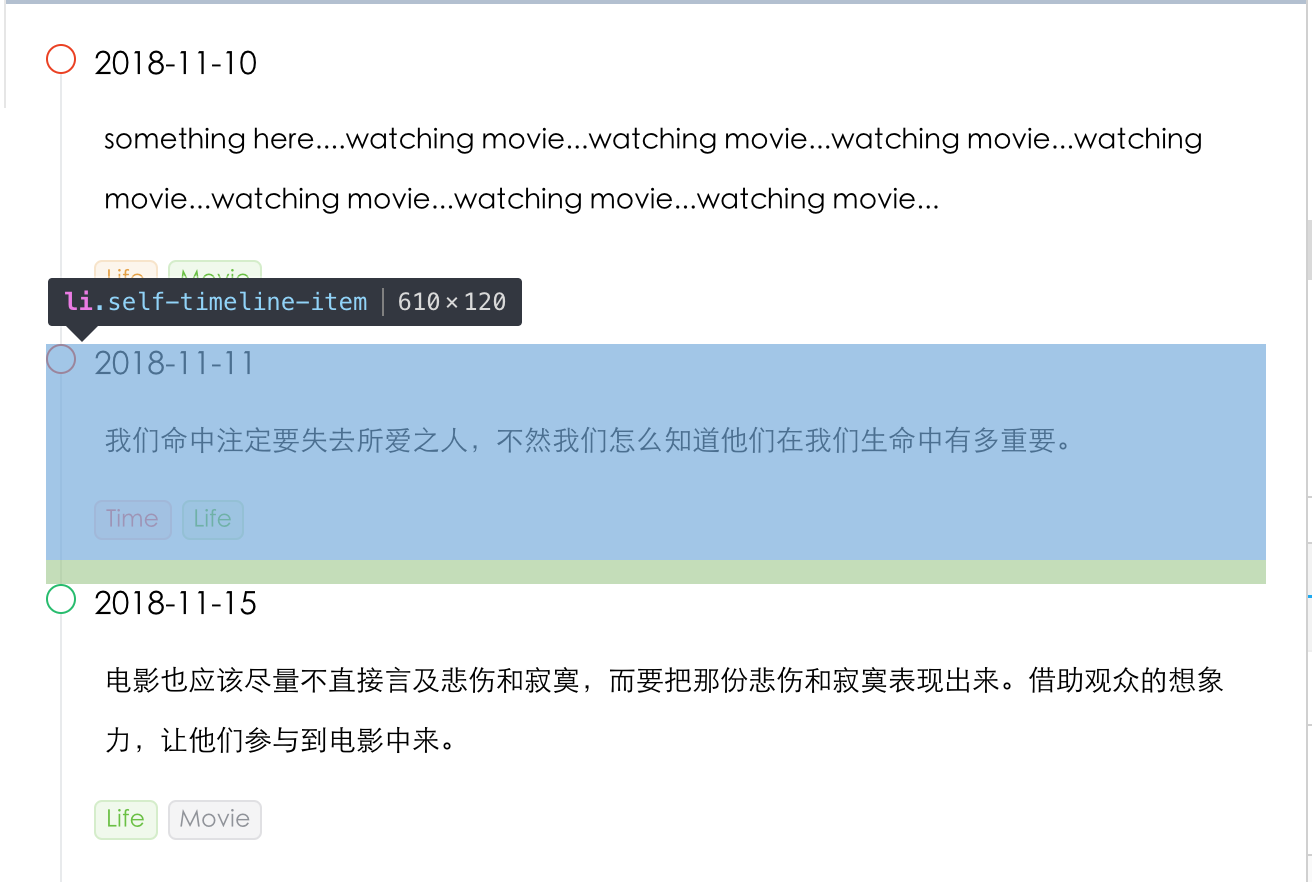 2018-11-10
something here....watching movie...watching movie...watching movie...watching
movie...watching movie...watching movie...watching movie...
Life Movie
li.self-timeline-item 610×120
2018-11-11
我们命中注定要失去所爱之人，不然我们怎么知道他们在我们生命中有多重要。
Time Life
2018-11-15
电影也应该尽量不直接言及悲伤和寂寞，而要把那份悲伤和寂寞表现出来。借助观众的想象
力，让他们参与到电影中来。
Life Movie